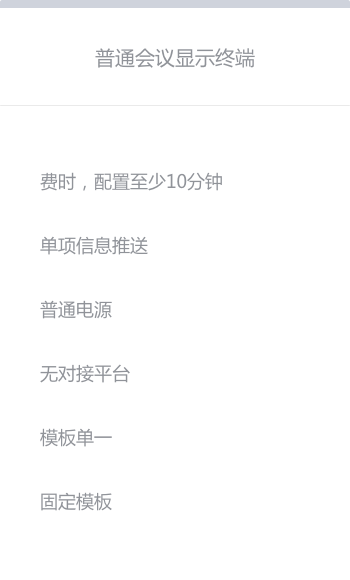 普通会议显示终端
费时，配置至少10分钟
单项信息推送
普通电源
无对接平台
模板单一
固定模板